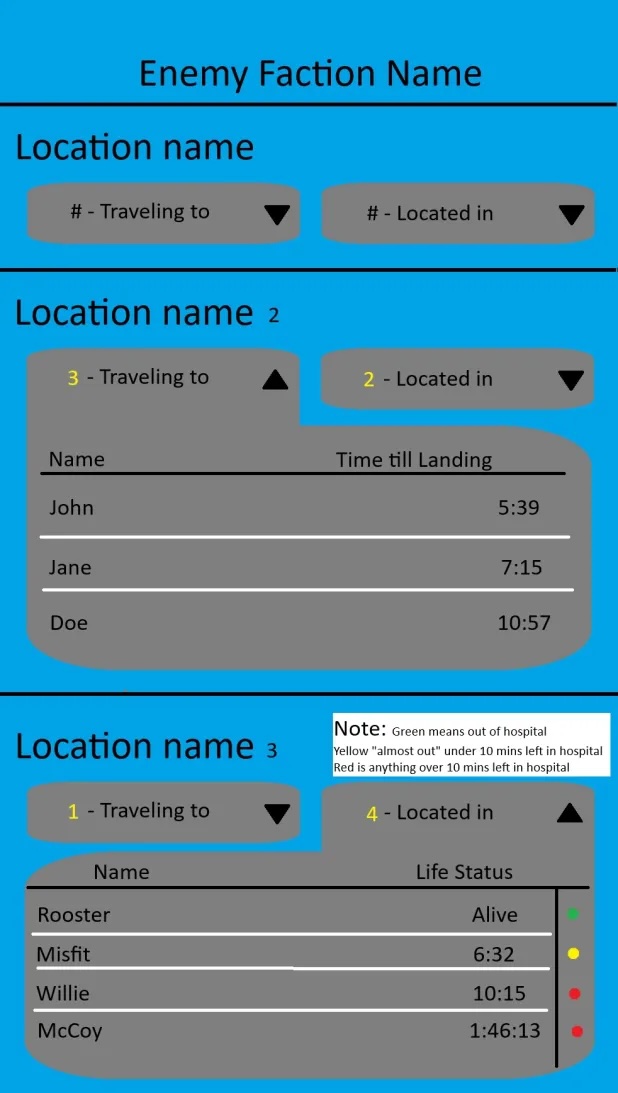 Enemy Faction Name
Location name
# - Traveling to
# - Located in
Location name 2
3 - Traveling to
2 - Located in
Name Time till Landing
John 5:39
Jane 7:15
Doe 10:57
Location name 3
Note: Green means out of hospital
Yellow "almost out" under 10 mins left in hospital
Red is anything over 10 mins left in hospital
1 - Traveling to
4 - Located in
Name Life Status
Rooster Alive
Misfit 6:32
Willie 10:15
McCoy 1:46:13